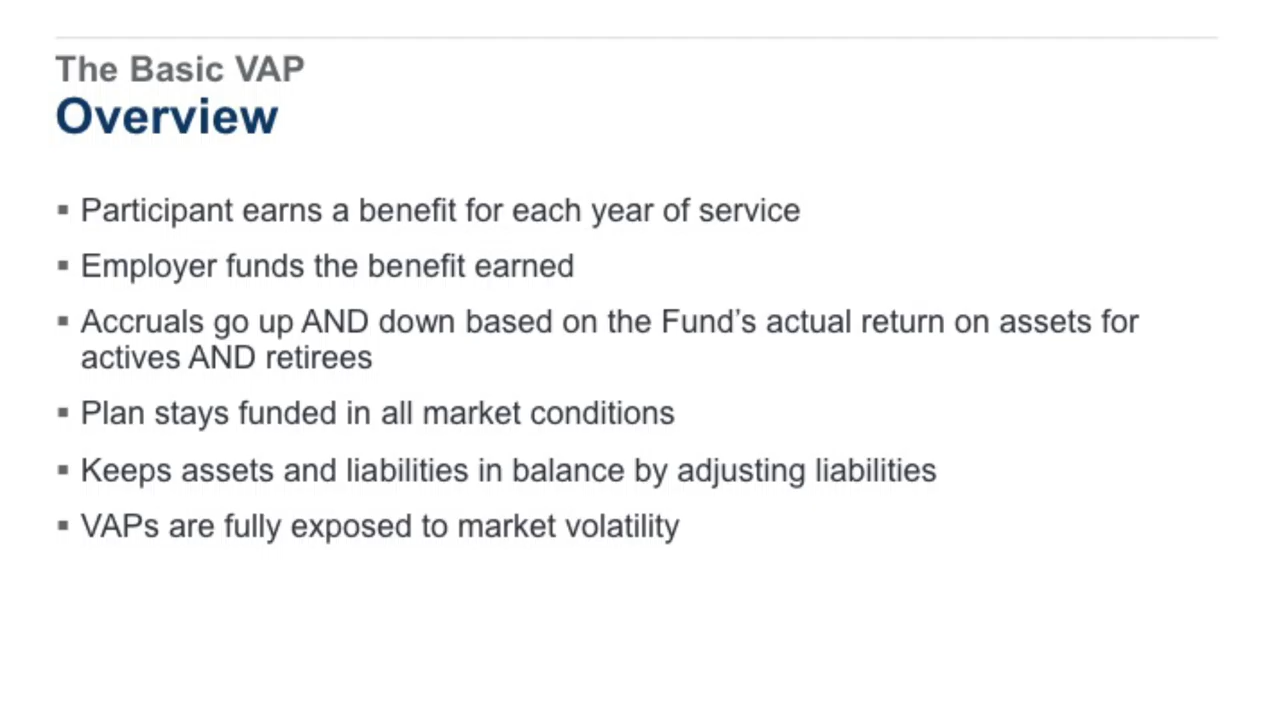 The Basic VAP
Overview
▪ Participant earns a benefit for each year of service
▪ Employer funds the benefit earned
▪ Accruals go up AND down based on the Fund’s actual return on assets for
actives AND retirees
▪ Plan stays funded in all market conditions
▪ Keeps assets and liabilities in balance by adjusting liabilities
▪ VAPs are fully exposed to market volatility